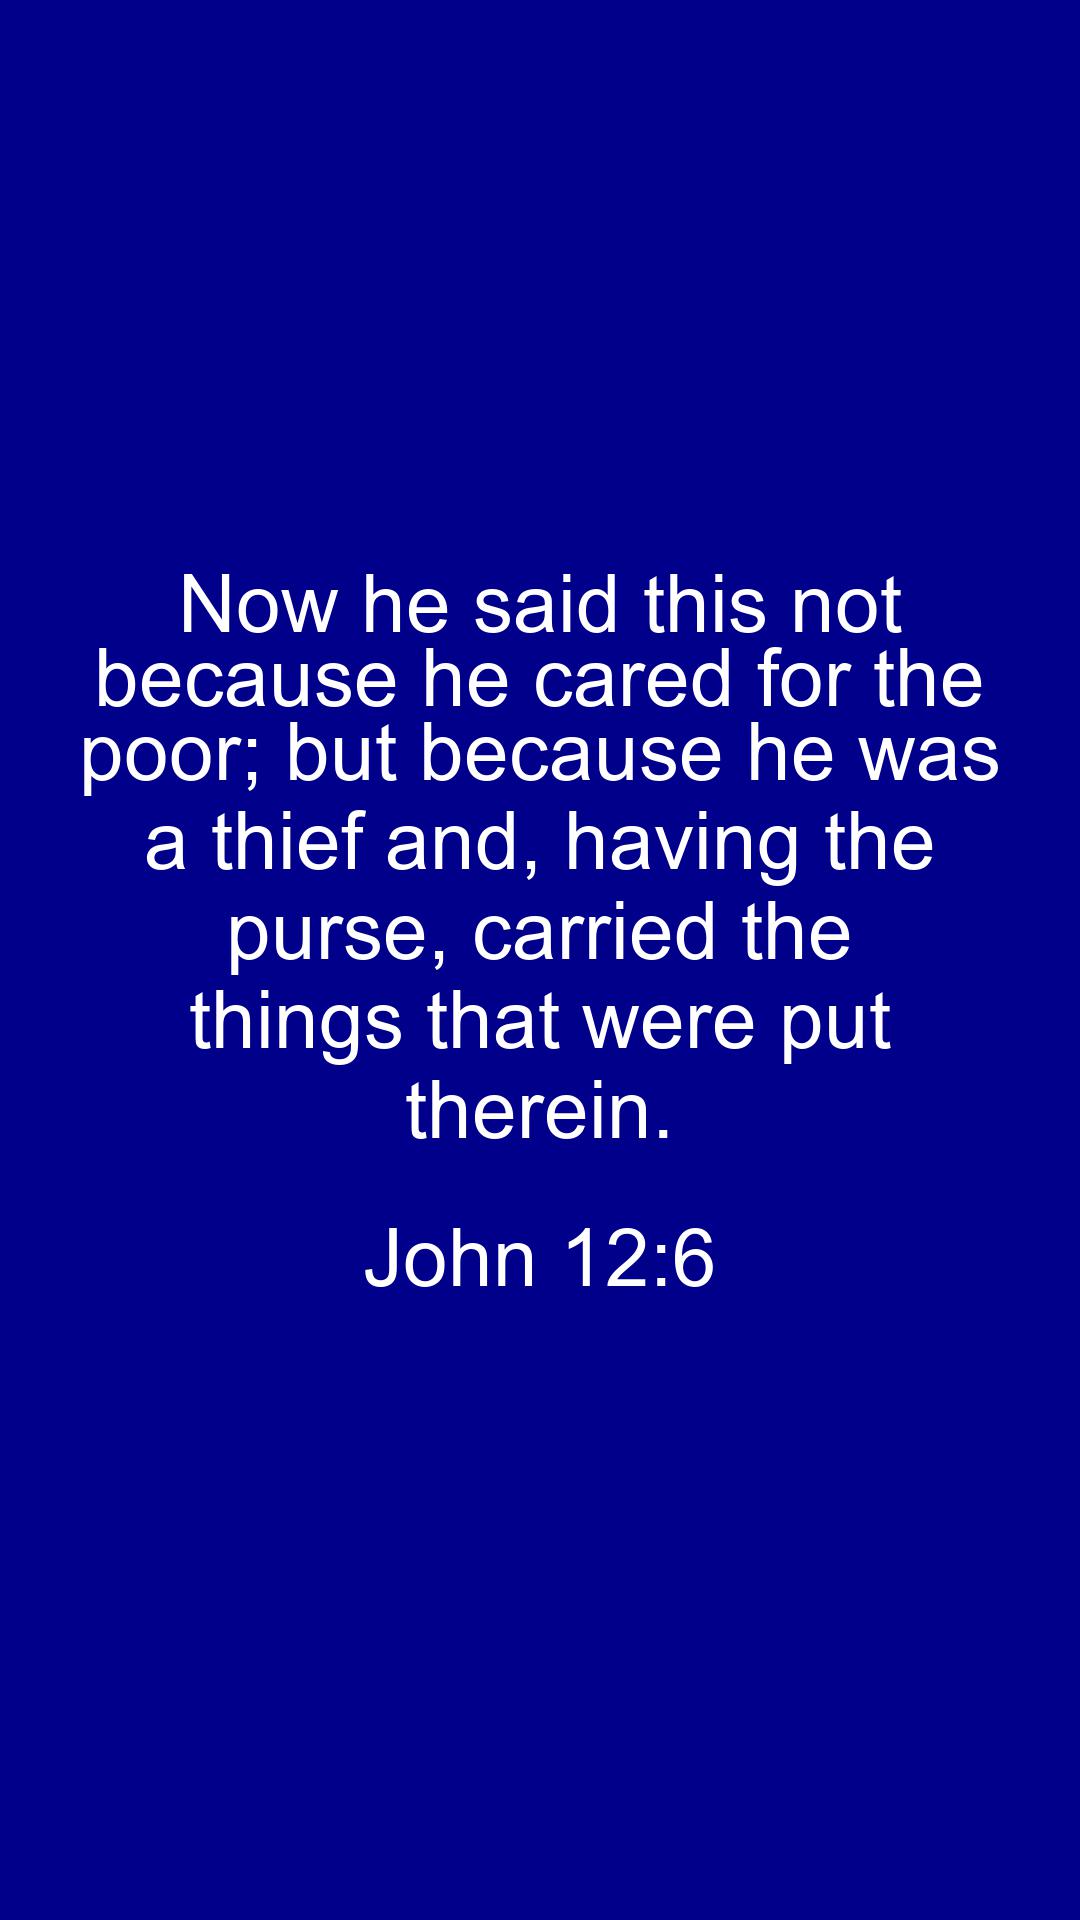 Now he said this not
because he cared for the
poor; but because he was
a thief and, having the
purse, carried the
things that were put
therein.
John 12:6